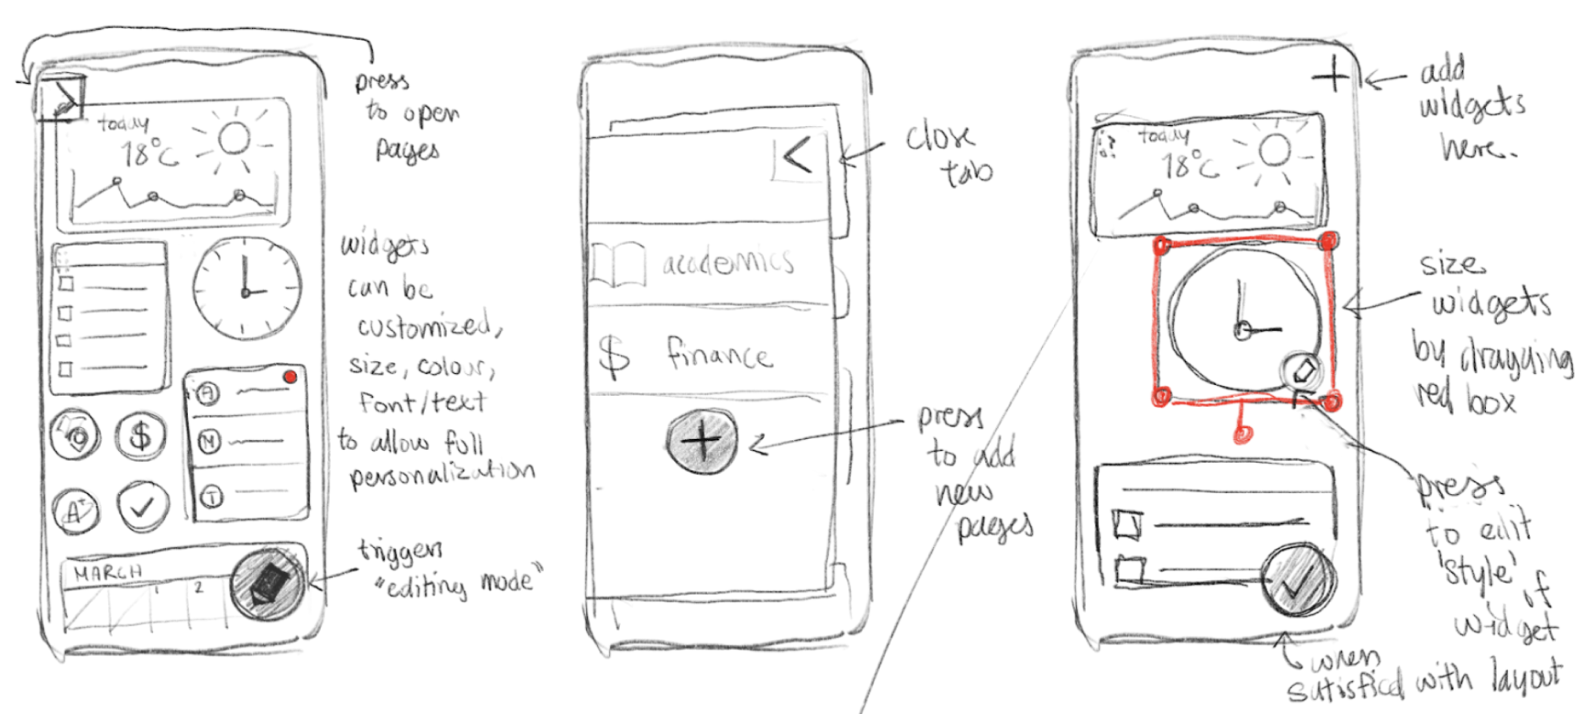 press
to open
pages
today
18°C
widgets
can be
customized,
size, colour,
font/text
to allow full
personalization
A
M
T
$
A+
MARCH
1 2
trigger
"editing mode"
close
tab
academics
$ finance
press
to add
new
pages
add
widgets
here.
today
18°C
size
widgets
by dragging
red box
press
to edit
'style' of
widget
when
satisfied with layout